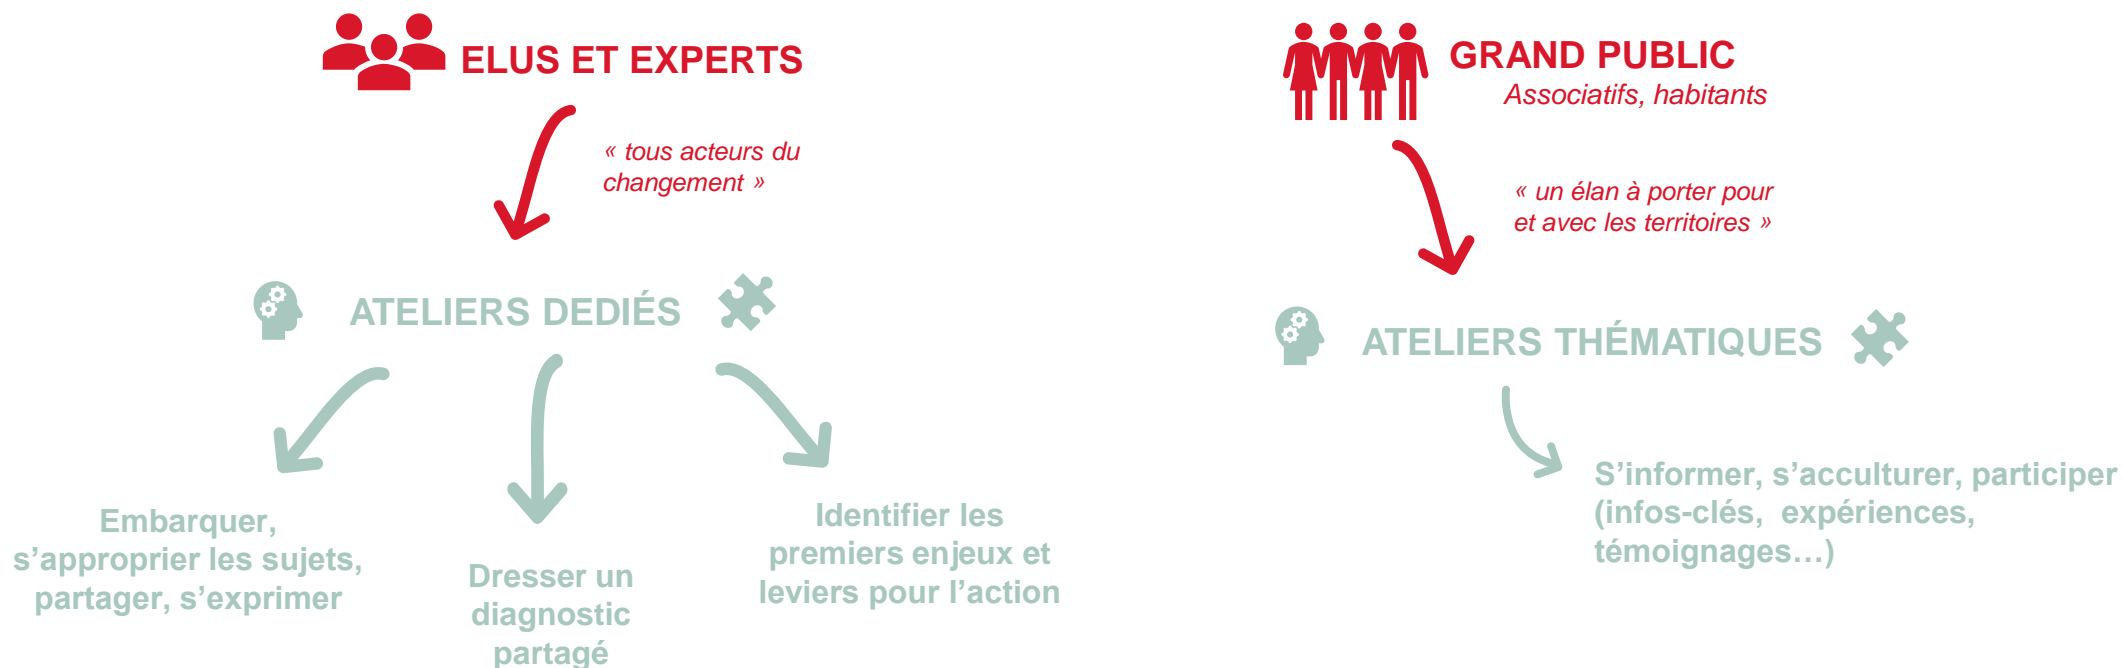 ELUS ET EXPERTS
« tous acteurs du
changement »
ATELIERS DEDIÉS
Embarquer,
s’approprier les sujets,
partager, s’exprimer
Dresser un
diagnostic
partagé
Identifier les
premiers enjeux et
leviers pour l’action
GRAND PUBLIC
Associatifs, habitants
« un élan à porter pour
et avec les territoires »
ATELIERS THÉMATIQUES
S’informer, s’acculturer, participer
(infos-clés, expériences,
témoignages…)